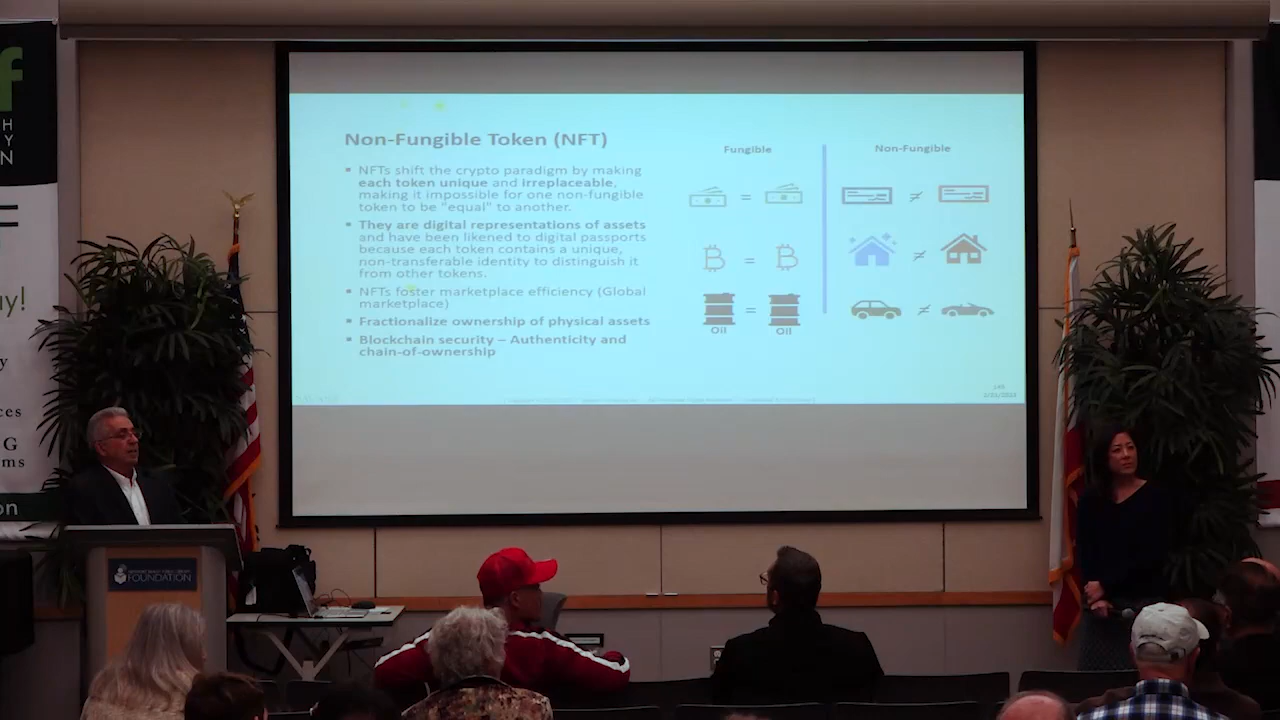 f
H
Y
N
ay!
y
ces
G
ms
on
Non-Fungible Token (NFT)
▪ NFTs shift the crypto paradigm by making
each token unique and irreplaceable,
making it impossible for one non-fungible
token to be "equal" to another.
▪ They are digital representations of assets
and have been likened to digital passports
because each token contains a unique,
non-transferable identity to distinguish it
from other tokens.
▪ NFTs foster marketplace efficiency (Global
marketplace)
▪ Fractionalize ownership of physical assets
▪ Blockchain security – Authenticity and
chain-of-ownership
Fungible
=
=
=
Oil
Oil
Non-Fungible
≠
≠
≠
FOUNDATION